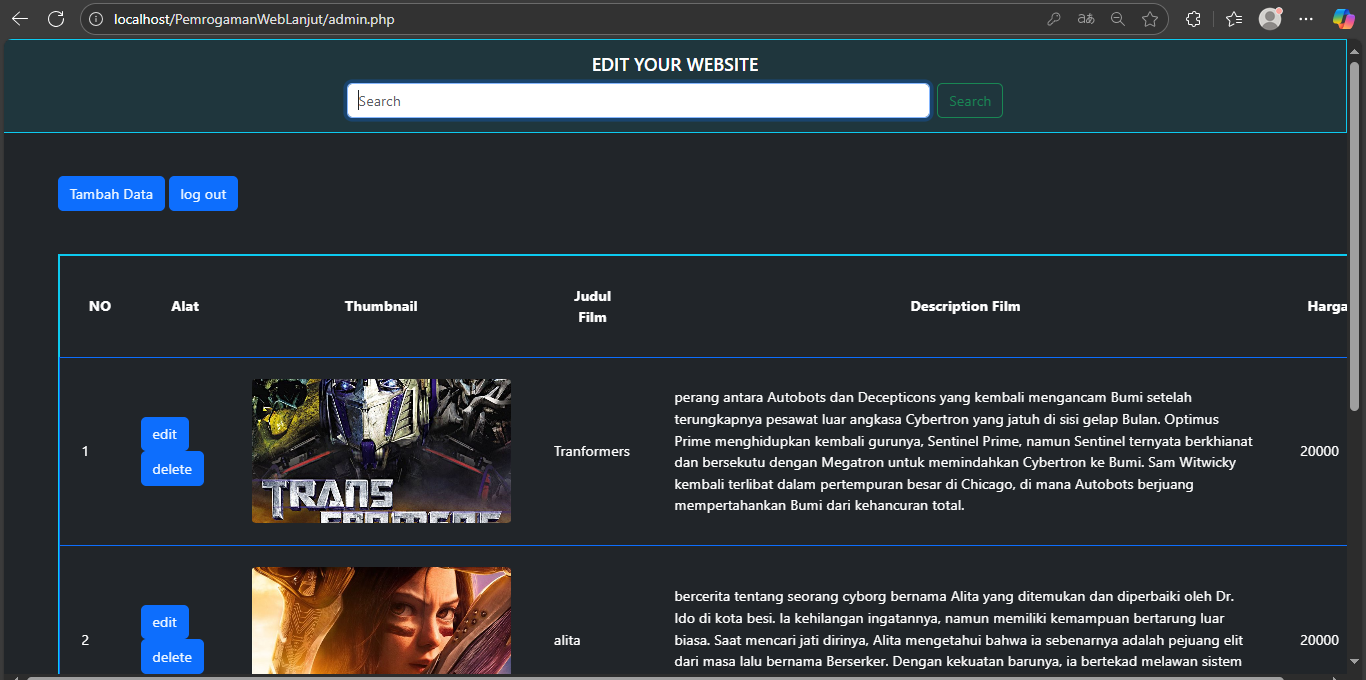 localhost/PemrogamanWebLanjut/admin.php
EDIT YOUR WEBSITE
Search Search
Tambah Data log out
NO Alat Thumbnail Judul Film Description Film Harga
1
edit
delete
TRANS
FORMERS
Tranformers
perang antara Autobots dan Decepticons yang kembali mengancam Bumi setelah
terungkapnya pesawat luar angkasa Cybertron yang jatuh di sisi gelap Bulan. Optimus
Prime menghidupkan kembali gurunya, Sentinel Prime, namun Sentinel ternyata berkhianat
dan bersekutu dengan Megatron untuk memindahkan Cybertron ke Bumi. Sam Witwicky
kembali terlibat dalam pertempuran besar di Chicago, di mana Autobots berjuang
mempertahankan Bumi dari kehancuran total.
20000
2
edit
delete
alita
bercerita tentang seorang cyborg bernama Alita yang ditemukan dan diperbaiki oleh Dr.
Ido di kota besi. Ia kehilangan ingatannya, namun memiliki kemampuan bertarung luar
biasa. Saat mencari jati dirinya, Alita mengetahui bahwa ia sebenarnya adalah pejuang elit
dari masa lalu bernama Berserker. Dengan kekuatan barunya, ia bertekad melawan sistem
20000